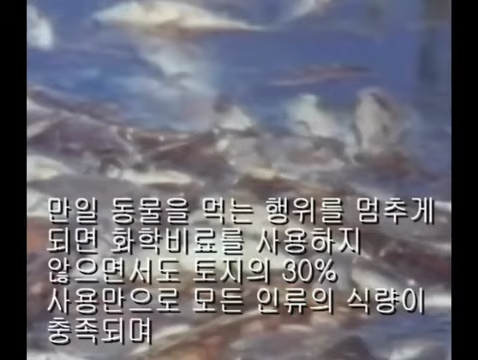 만일 동물을 먹는 행위를 멈추게
되면 화학비료를 사용하지
않으면서도 토지의 30%
사용만으로 모든 인류의 식량이
충족되며